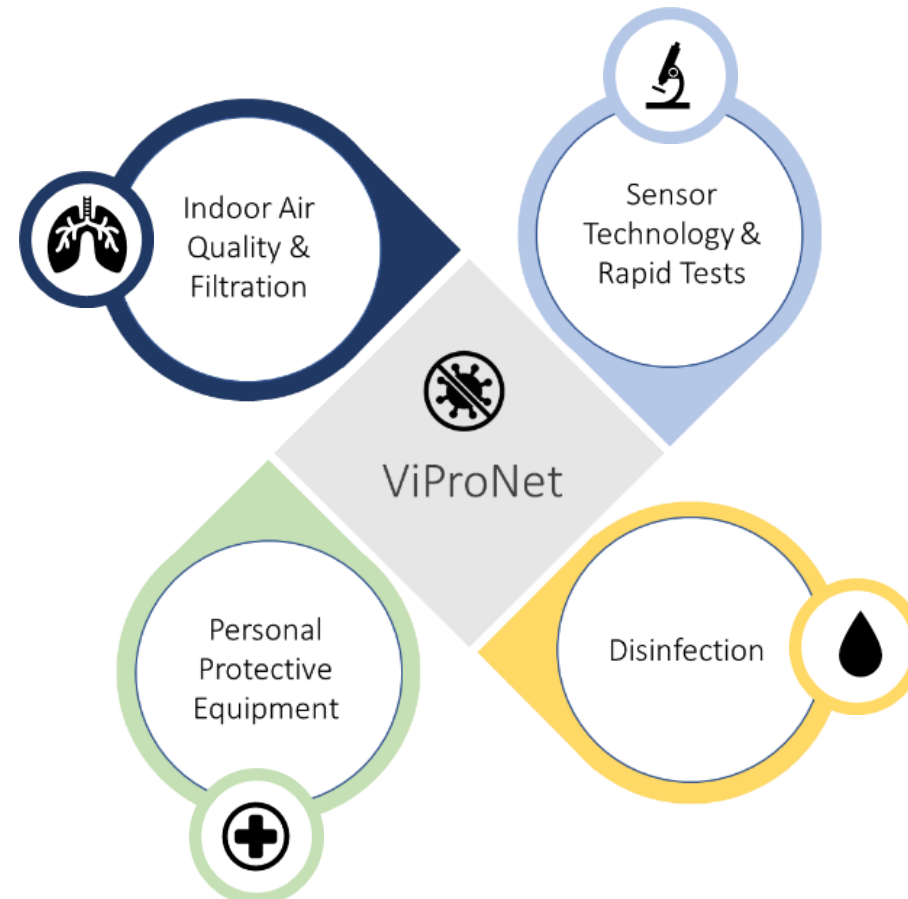 Indoor Air
Quality &
Filtration
Sensor
Technology &
Rapid Tests
ViProNet
Personal
Protective
Equipment
Disinfection